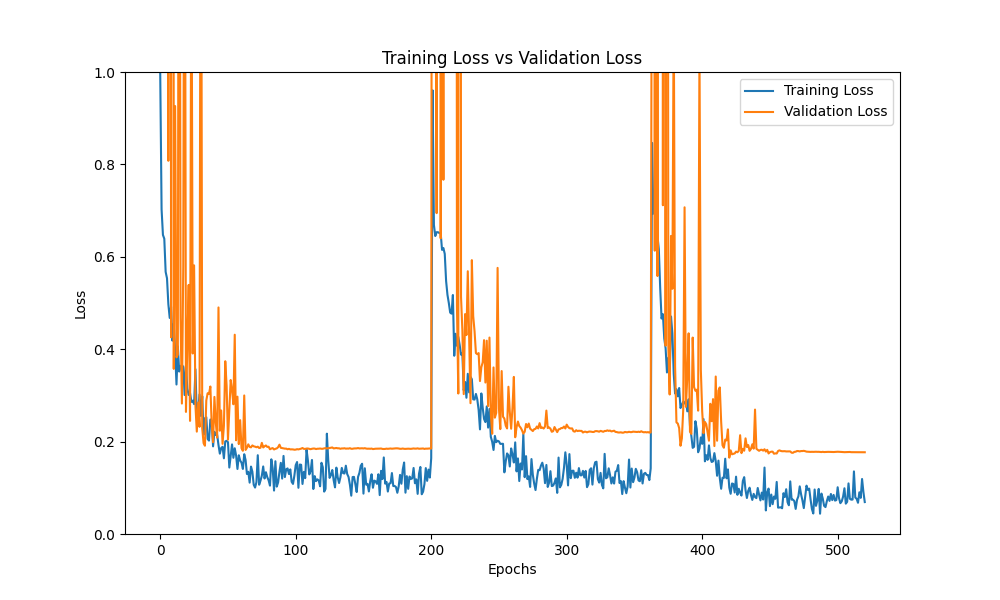 Training Loss vs Validation Loss
1.0
0.8
0.6
0.4
0.2
0.0
Loss
Training Loss
Validation Loss
0 100 200 300 400 500
Epochs